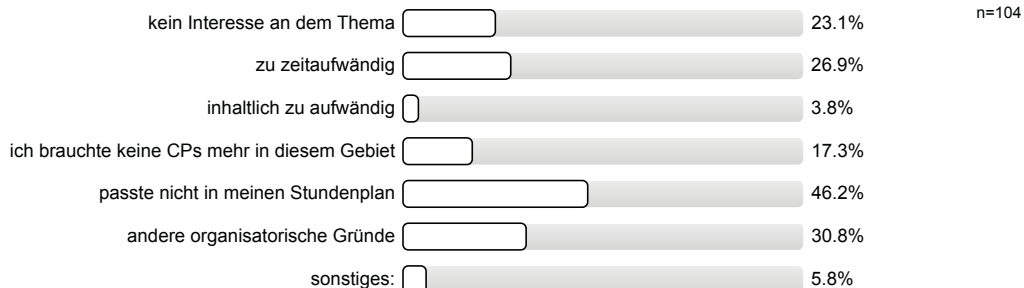 kein Interesse an dem Thema 23.1% n=104
zu zeitaufwändig 26.9%
inhaltlich zu aufwändig 3.8%
ich brauchte keine CPs mehr in diesem Gebiet 17.3%
passte nicht in meinen Stundenplan 46.2%
andere organisatorische Gründe 30.8%
sonstiges: 5.8%